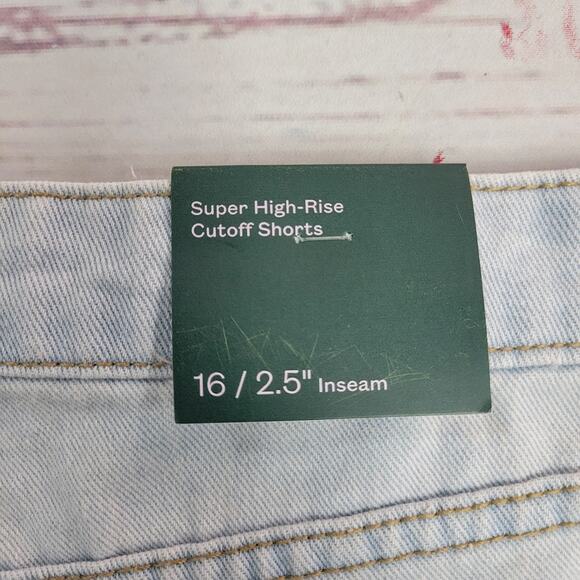 Super High-Rise
Cutoff Shorts
16 / 2.5" Inseam